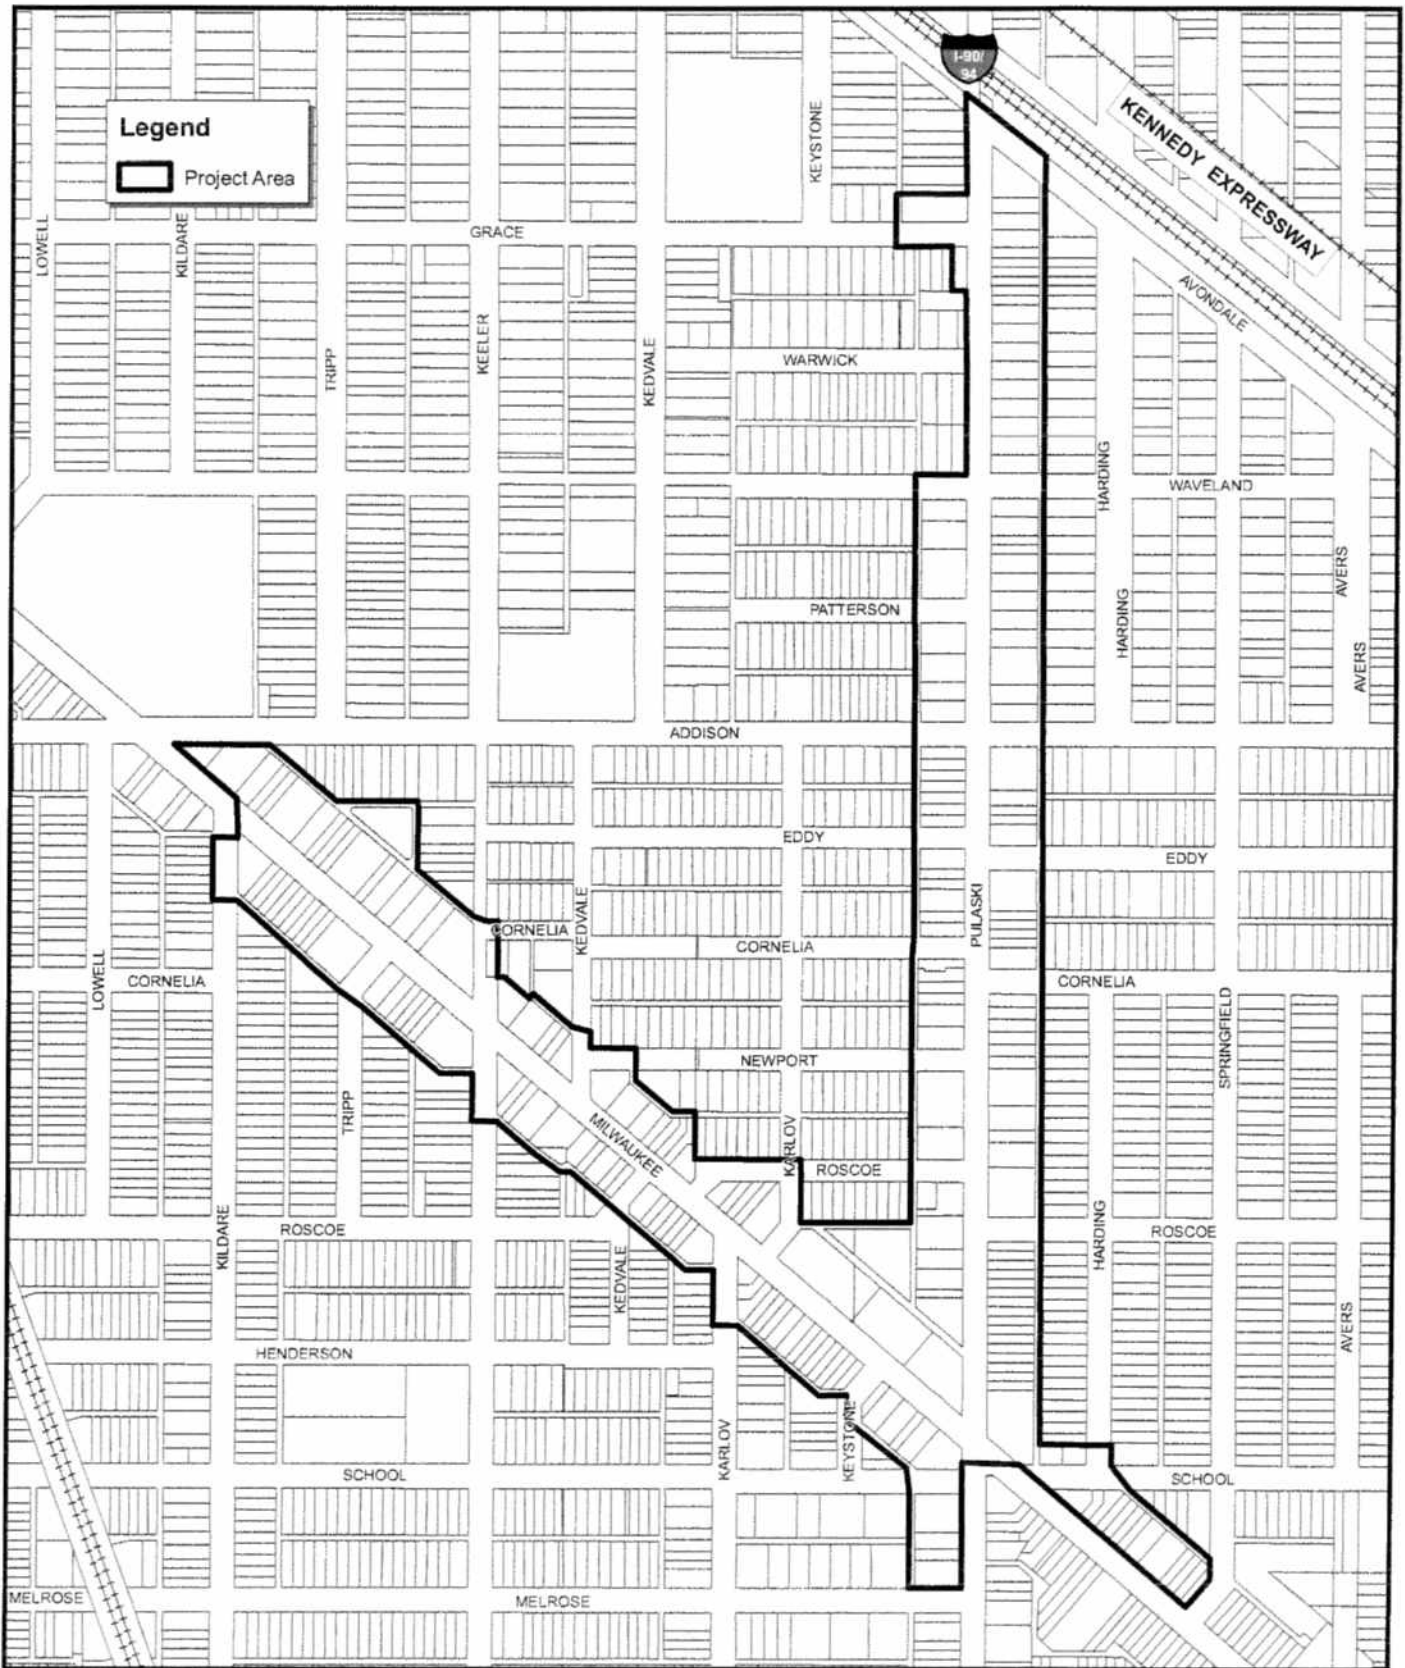 I-90/
94
KENNEDY EXPRESSWAY
Legend
Project Area
KEYSTONE
LOWELL
KILDARE
GRACE
AVONDALE
TRIPP
KEELER
KEDVALE
WARWICK
HARDING
WAVELAND
AVERS
PATTERSON
HARDING
AVERS
ADDISON
EDDY
EDDY
KEDVALE
PULASKI
CORNELIA
CORNELIA
LOWELL
CORNELIA
CORNELIA
SPRINGFIELD
NEWPORT
TRIPP
MILWAUKEE
KARLOV
ROSCOE
KILDARE
ROSCOE
HARDING
ROSCOE
KEDVALE
AVERS
HENDERSON
KARLOV
KEYSTONE
SCHOOL
SCHOOL
MELROSE
MELROSE